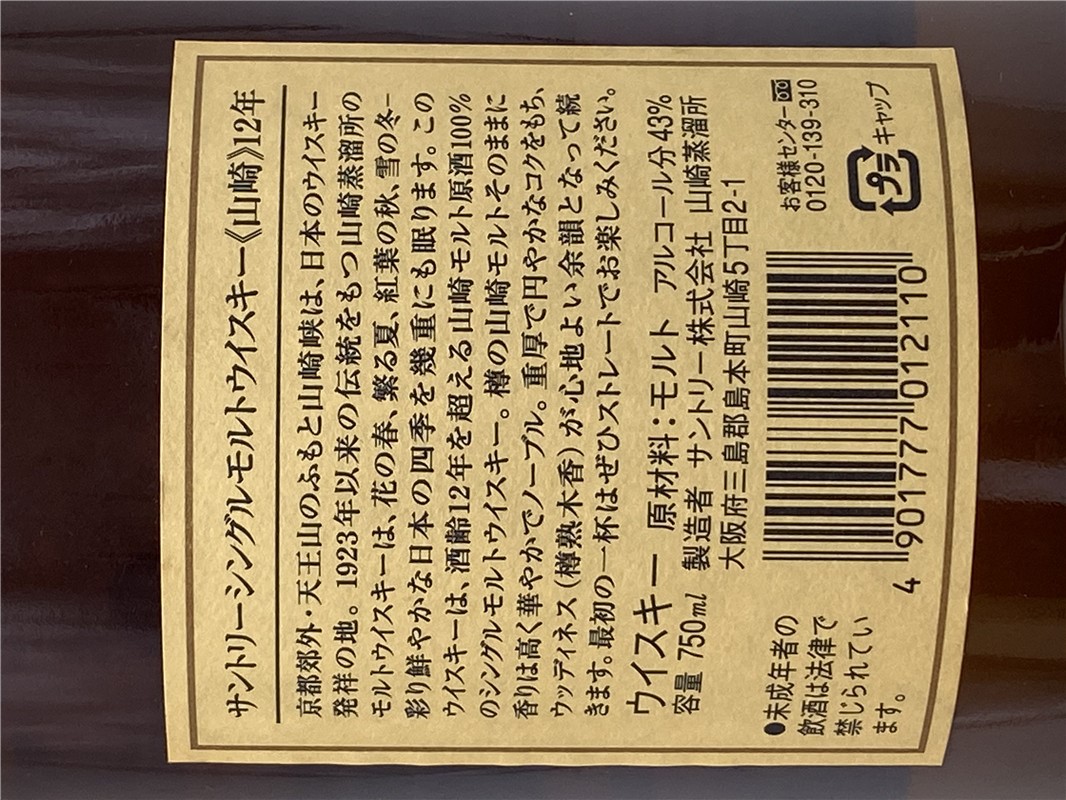 サントリーシングルモルトウイスキー《山崎》12年
京都郊外・天王山のふもと山崎峡は、日本のウイスキー
発祥の地。1923年以来の伝統をもつ山崎蒸溜所の
モルトウイスキーは、花の春、繁る夏、紅葉の秋、雪の冬–
彩り鮮やかな日本の四季を幾重にも眠ります。この
ウイスキーは、酒齢12年を超える山崎モルト原酒100%
のシングルモルトウイスキー。樽の山崎モルトそのままに
香りは高く華やかでノーブル。重厚で円やかなコクをもち、
ウッディネス(樽熟木香)が心地よい余韻となって続
きます。最初の一杯はぜひストレートでお楽しみください。
ウイスキー 原材料:モルト アルコール分43%
容量 750ml 製造者 サントリー株式会社 山崎蒸溜所
大阪府三島郡島本町山崎5丁目2-1
●未成年者の
飲酒は法律で
禁じられてい
ます。
4 901777 012110
お客様センター
0120-139-310
プラ キャップ